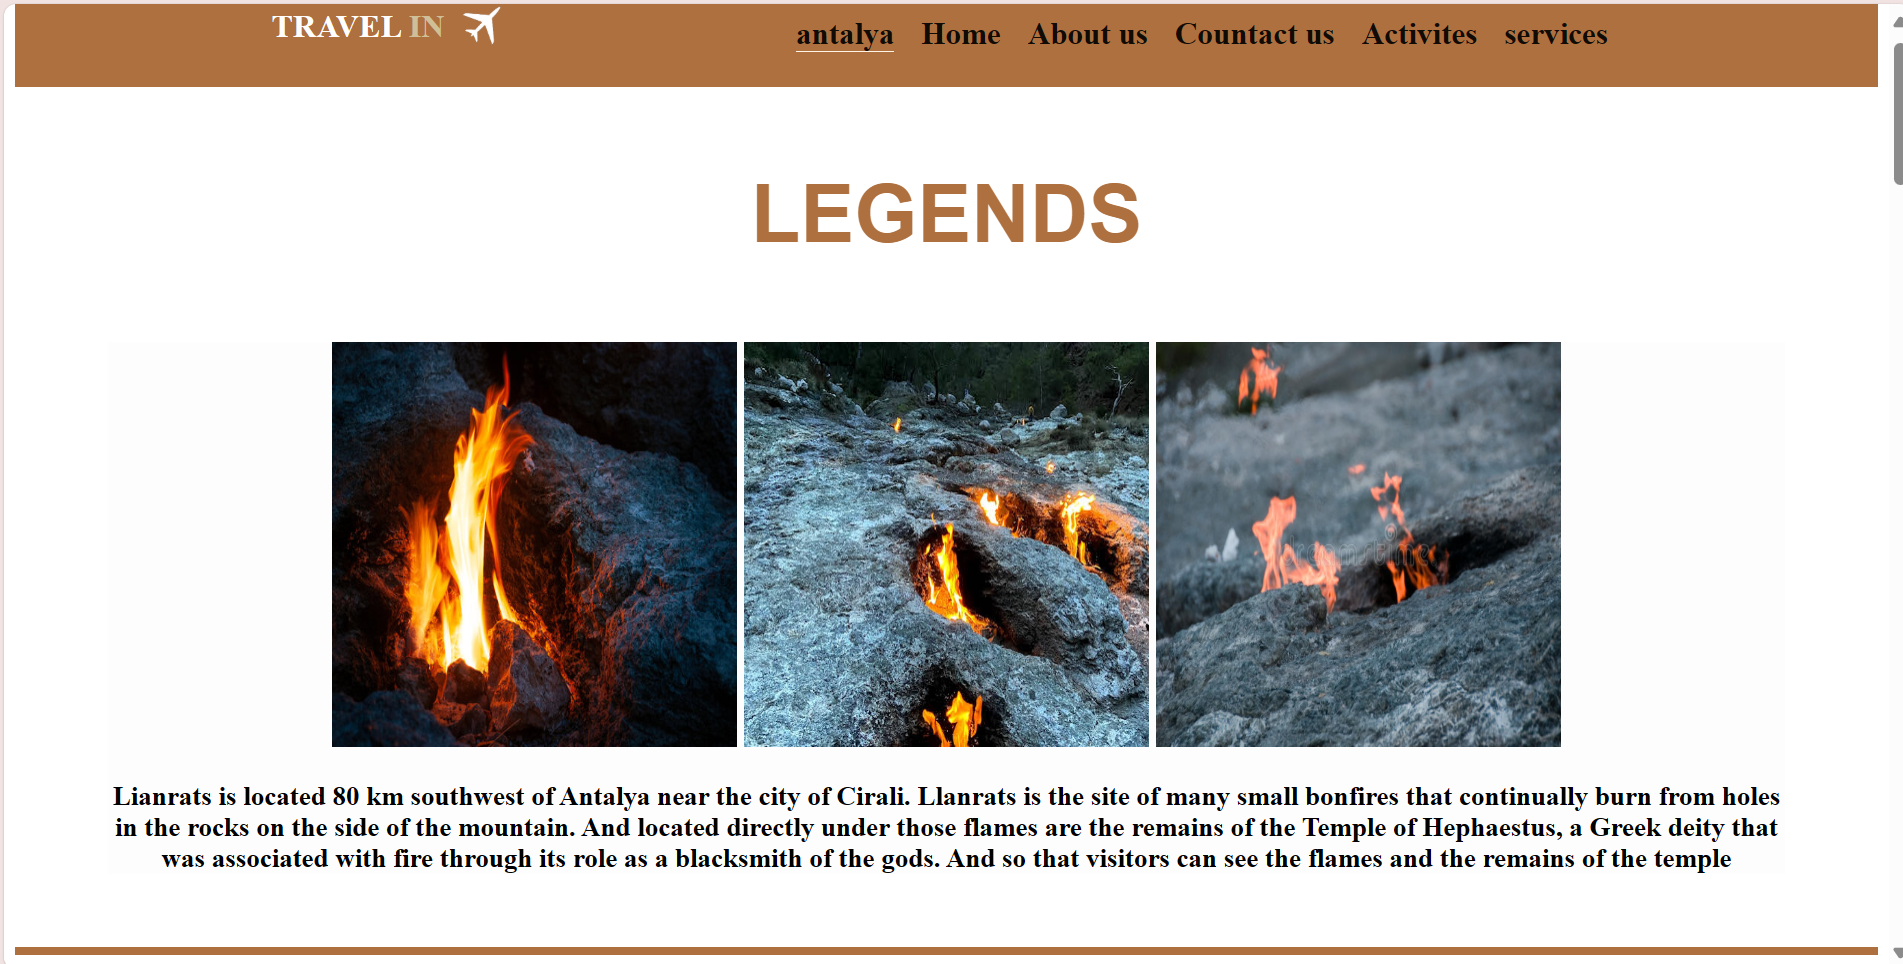 TRAVEL IN
antalya Home About us Countact us Activites services
LEGENDS
dreamstime
Lianrats is located 80 km southwest of Antalya near the city of Cirali. Llanrats is the site of many small bonfires that continually burn from holes
in the rocks on the side of the mountain. And located directly under those flames are the remains of the Temple of Hephaestus, a Greek deity that
was associated with fire through its role as a blacksmith of the gods. And so that visitors can see the flames and the remains of the temple